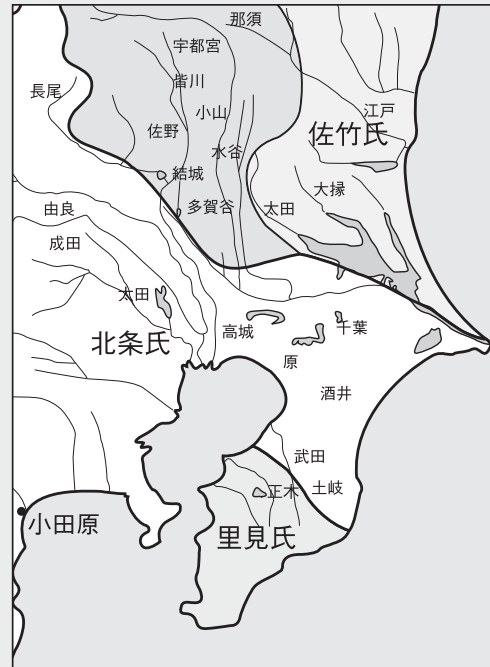 那須
宇都宮
皆川
長尾
小山
江戸
佐野
佐竹氏
水谷
結城
大掾
多賀谷
太田
由良
成田
太田
高城
千葉
北条氏
原
酒井
武田
正木
土岐
小田原
里見氏